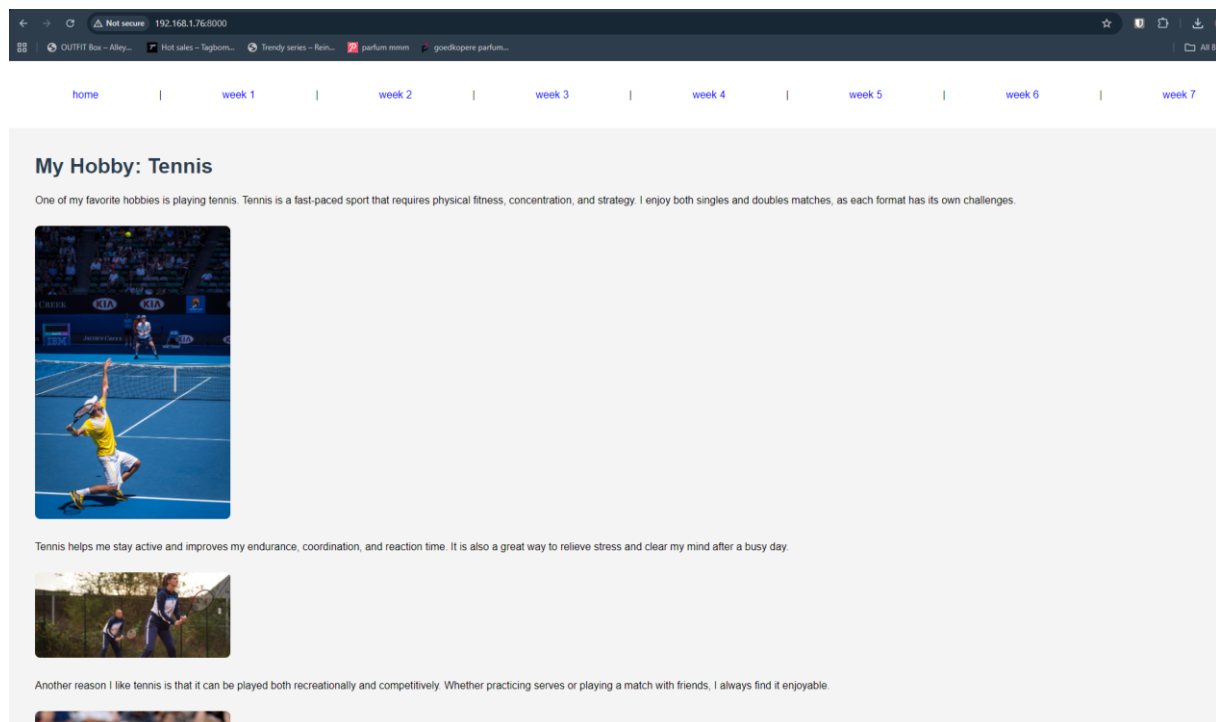 Not secure 192.168.1.76:8000
OUTFIT Box – Alley... Hot sales – Tagbom... Trendy series – Rein... parfum mmm goedkopere parfum... All B
home | week 1 | week 2 | week 3 | week 4 | week 5 | week 6 | week 7
My Hobby: Tennis
One of my favorite hobbies is playing tennis. Tennis is a fast-paced sport that requires physical fitness, concentration, and strategy. I enjoy both singles and doubles matches, as each format has its own challenges.
CREEK KIA KIA
IBM JACOB'S CREEK KIA
Tennis helps me stay active and improves my endurance, coordination, and reaction time. It is also a great way to relieve stress and clear my mind after a busy day.
Another reason I like tennis is that it can be played both recreationally and competitively. Whether practicing serves or playing a match with friends, I always find it enjoyable.